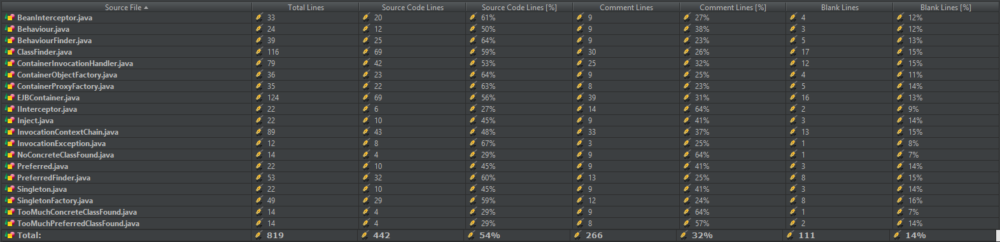 Source File Total Lines Source Code Lines Source Code Lines [%] Comment Lines Comment Lines [%] Blank Lines Blank Lines [%]
BeanInterceptor.java 33 20 61% 9 27% 4 12%
Behaviour.java 24 12 50% 9 38% 3 12%
BehaviourFinder.java 39 25 64% 9 23% 5 13%
ClassFinder.java 116 69 59% 30 26% 17 15%
ContainerInvocationHandler.java 79 42 53% 25 32% 12 15%
ContainerObjectFactory.java 36 23 64% 9 25% 4 11%
ContainerProxyFactory.java 35 22 63% 8 23% 5 14%
EJBContainer.java 124 69 56% 39 31% 16 13%
IInterceptor.java 22 6 27% 14 64% 2 9%
Inject.java 22 10 45% 9 41% 3 14%
InvocationContextChain.java 89 43 48% 33 37% 13 15%
InvocationException.java 12 8 67% 3 25% 1 8%
NoConcreteClassFound.java 14 4 29% 9 64% 1 7%
Preferred.java 22 10 45% 9 41% 3 14%
PreferredFinder.java 53 32 60% 13 25% 8 15%
Singleton.java 22 10 45% 9 41% 3 14%
SingletonFactory.java 49 29 59% 12 24% 8 16%
TooMuchConcreteClassFound.java 14 4 29% 9 64% 1 7%
TooMuchPreferredClassFound.java 14 4 29% 8 57% 2 14%
Total: 819 442 54% 266 32% 111 14%